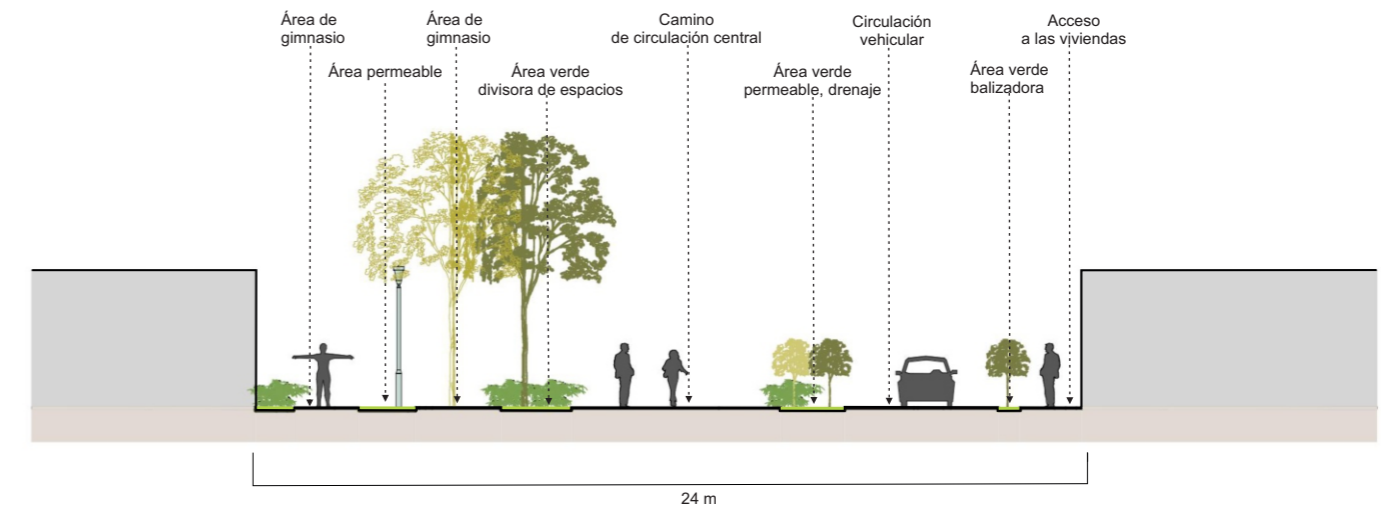 Área de
gimnasio
Área permeable
Área de
gimnasio
Área verde
divisora de espacios
Camino
de circulación central
Área verde
permeable, drenaje
Circulación
vehicular
Área verde
balizadora
Acceso
a las viviendas
24 m